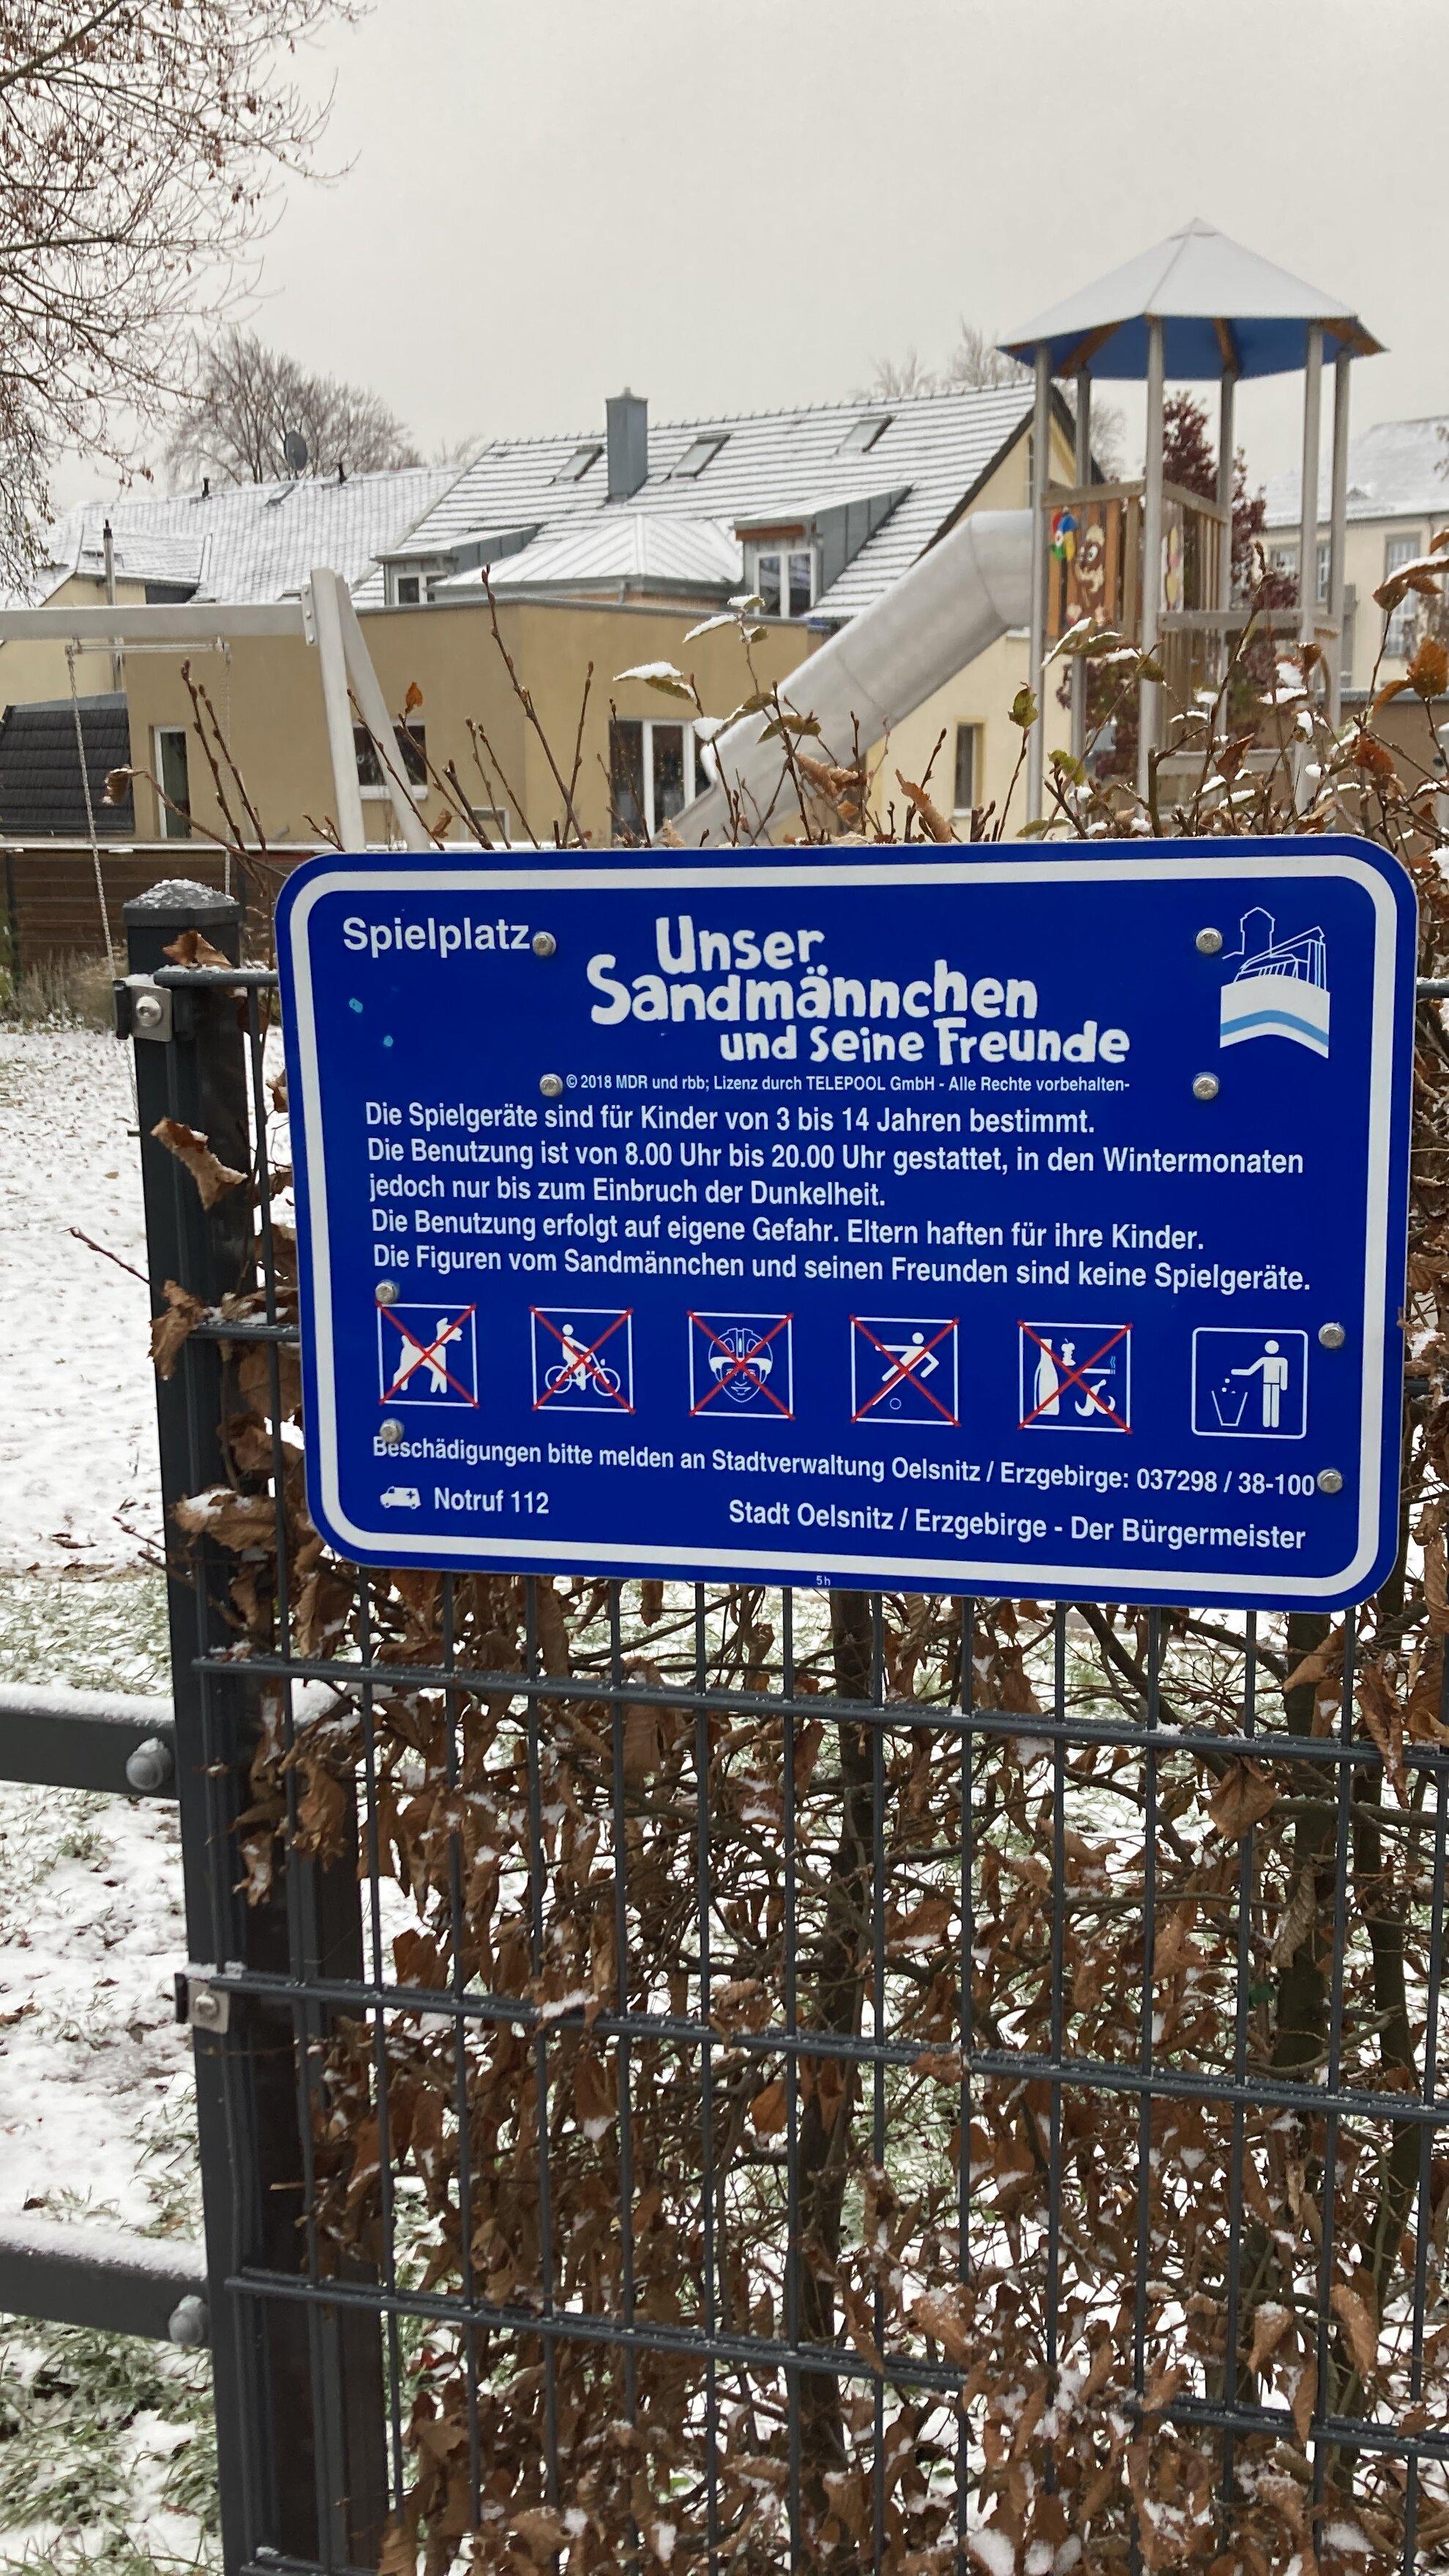 Spielplatz
Unser
Sandmännchen
und seine Freunde
© 2018 MDR und rbb; Lizenz durch TELEPOOL GmbH - Alle Rechte vorbehalten-
Die Spielgeräte sind für Kinder von 3 bis 14 Jahren bestimmt.
Die Benutzung ist von 8.00 Uhr bis 20.00 Uhr gestattet, in den Wintermonaten
jedoch nur bis zum Einbruch der Dunkelheit.
Die Benutzung erfolgt auf eigene Gefahr. Eltern haften für ihre Kinder.
Die Figuren vom Sandmännchen und seinen Freunden sind keine Spielgeräte.
Beschädigungen bitte melden an Stadtverwaltung Oelsnitz / Erzgebirge: 037298 / 38-100
Notruf 112
Stadt Oelsnitz / Erzgebirge - Der Bürgermeister
5h